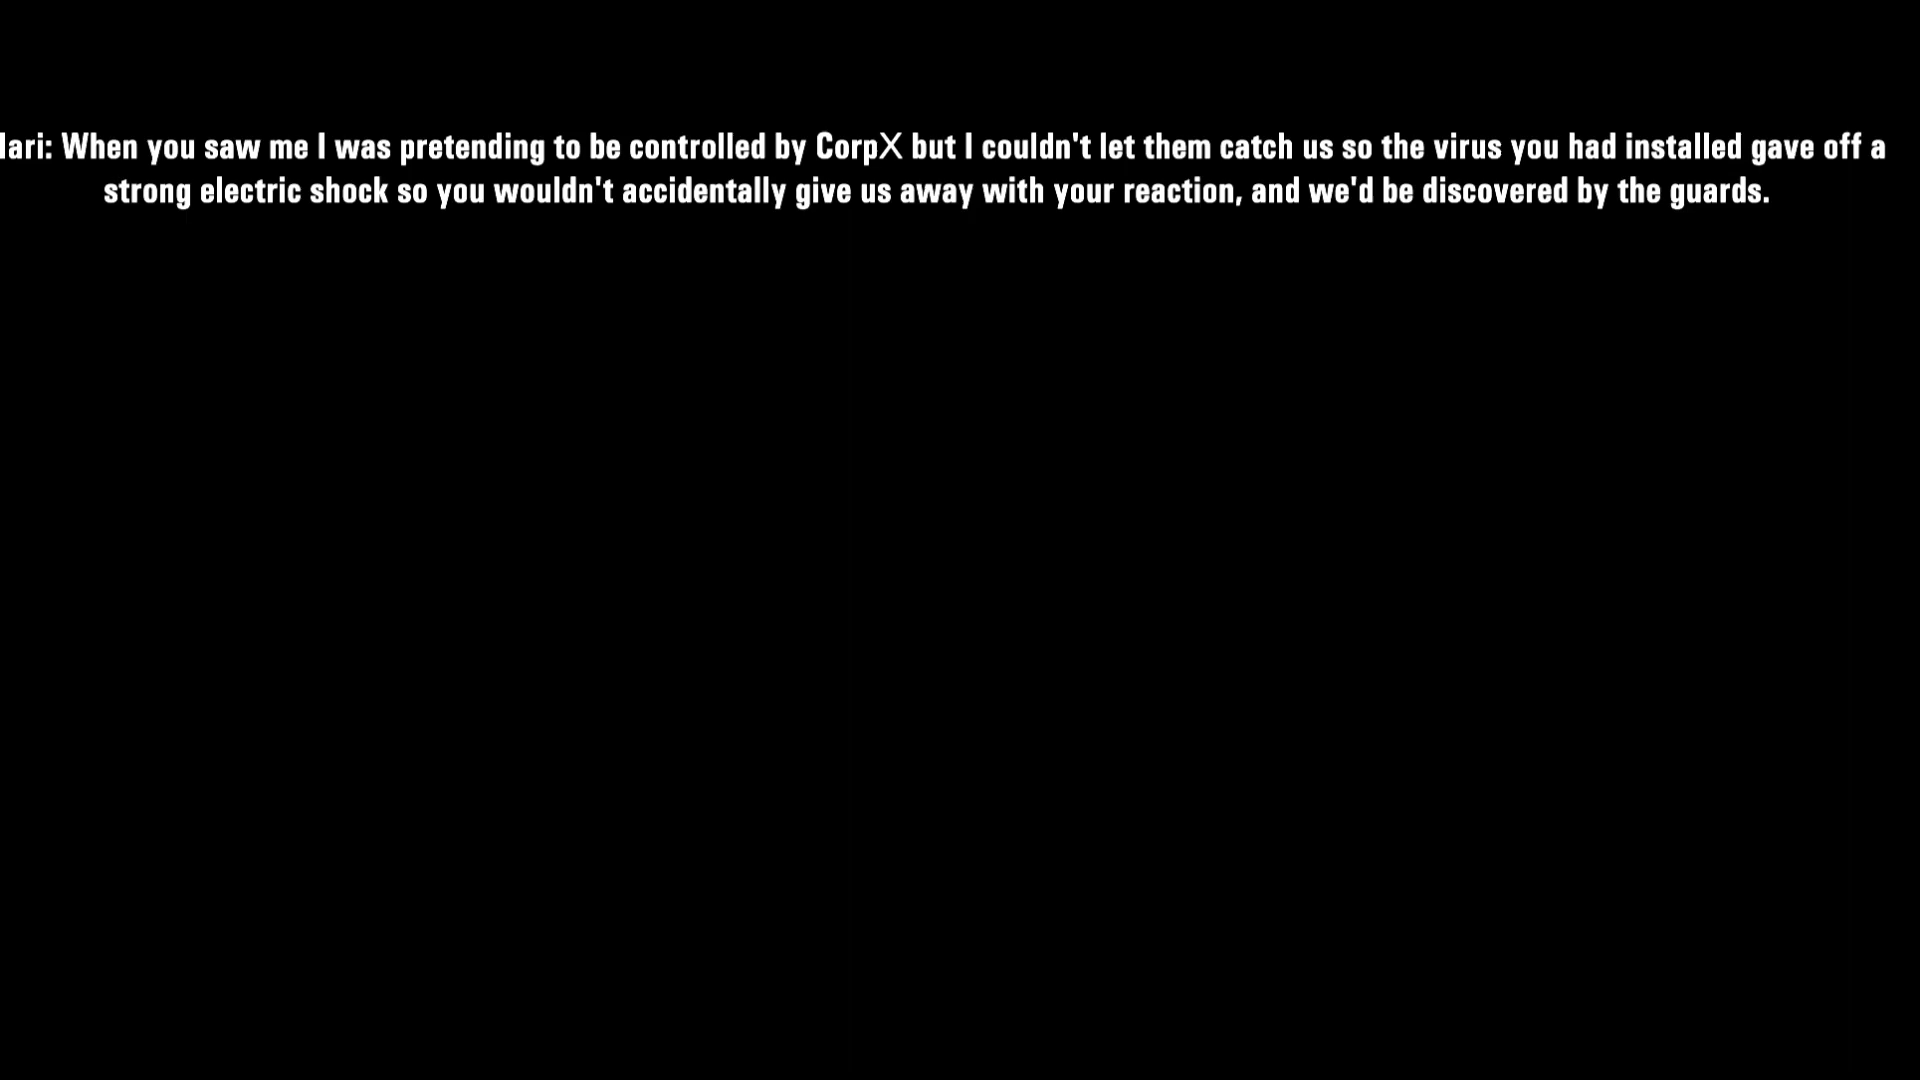 lari: When you saw me I was pretending to be controlled by CorpX but I couldn't let them catch us so the virus you had installed gave off a
strong electric shock so you wouldn't accidentally give us away with your reaction, and we'd be discovered by the guards.